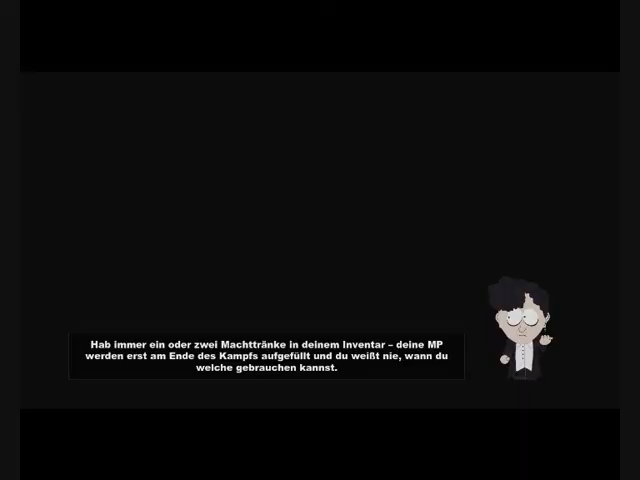 Hab immer ein oder zwei Machttränke in deinem Inventar – deine MP
werden erst am Ende des Kampfs aufgefüllt und du weißt nie, wann du
welche gebrauchen kannst.